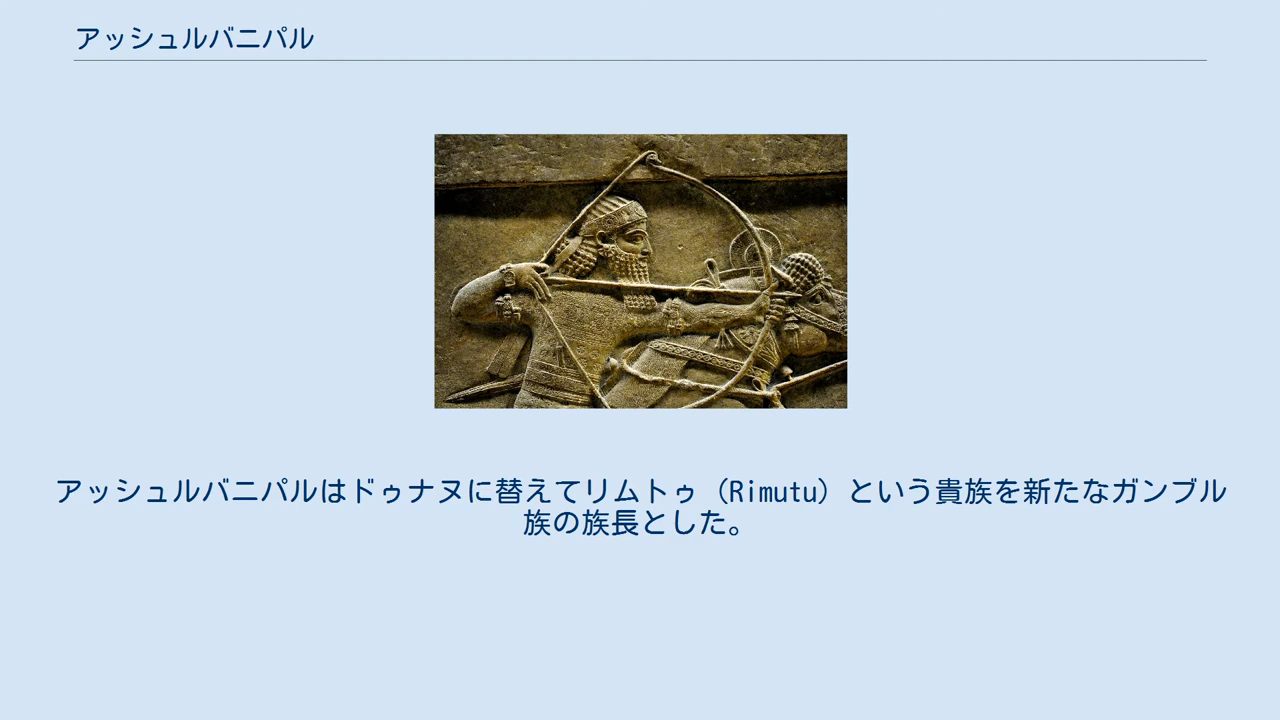 アッシュルバニパル
アッシュルバニパルはドゥナヌに替えてリムトゥ（Rimutu）という貴族を新たなガンブル
族の族長とした。